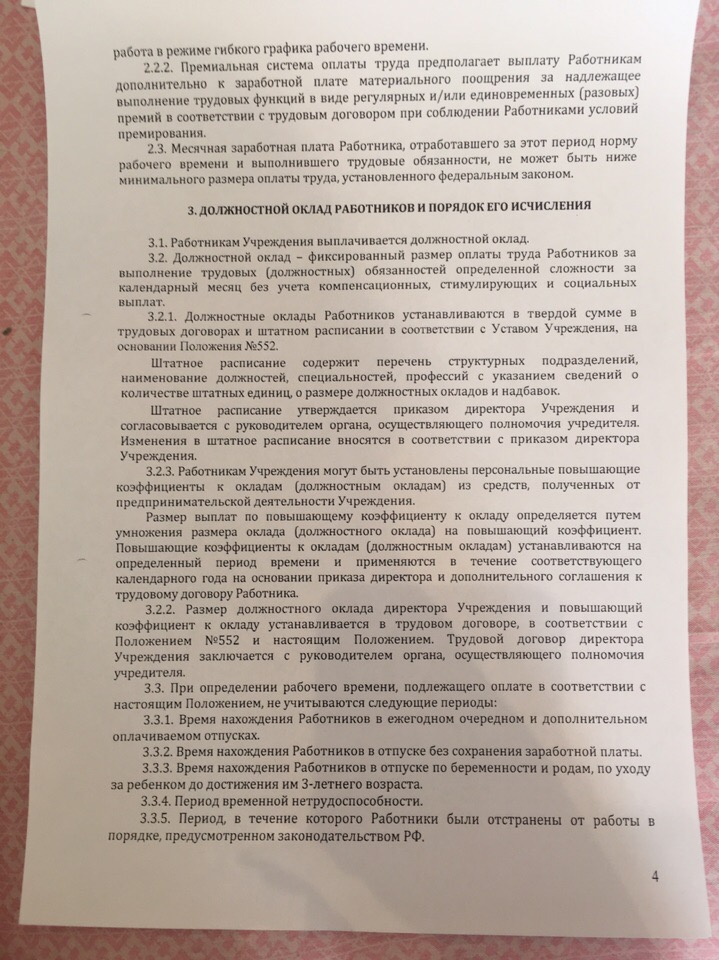 работа в режиме гибкого графика рабочего времени.
2.2.2. Премиальная система оплаты труда предполагает выплату Работникам
дополнительно к заработной плате материального поощрения за надлежащее
выполнение трудовых функций в виде регулярных и/или единовременных (разовых)
премий в соответствии с трудовым договором при соблюдении Работниками условий
премирования.
2.3. Месячная заработная плата Работника, отработавшего за этот период норму
рабочего времени и выполнившего трудовые обязанности, не может быть ниже
минимального размера оплаты труда, установленного федеральным законом.
3. ДОЛЖНОСТНОЙ ОКЛАД РАБОТНИКОВ И ПОРЯДОК ЕГО ИСЧИСЛЕНИЯ
3.1. Работникам Учреждения выплачивается должностной оклад.
3.2. Должностной оклад – фиксированный размер оплаты труда Работников за
выполнение трудовых (должностных) обязанностей определенной сложности за
календарный месяц без учета компенсационных, стимулирующих и социальных
выплат.
3.2.1. Должностные оклады Работников устанавливаются в твердой сумме в
трудовых договорах и штатном расписании в соответствии с Уставом Учреждения, на
основании Положения №552.
Штатное расписание содержит перечень структурных подразделений,
наименование должностей, специальностей, профессий с указанием сведений о
количестве штатных единиц, о размере должностных окладов и надбавок.
Штатное расписание утверждается приказом директора Учреждения и
согласовывается с руководителем органа, осуществляющего полномочия учредителя.
Изменения в штатное расписание вносятся в соответствии с приказом директора
Учреждения.
3.2.3. Работникам Учреждения могут быть установлены персональные повышающие
коэффициенты к окладам (должностным окладам) из средств, полученных от
предпринимательской деятельности Учреждения.
Размер выплат по повышающему коэффициенту к окладу определяется путем
умножения размера оклада (должностного оклада) на повышающий коэффициент.
Повышающие коэффициенты к окладам (должностным окладам) устанавливаются на
определенный период времени и применяются в течение соответствующего
календарного года на основании приказа директора и дополнительного соглашения к
трудовому договору Работника.
3.2.2. Размер должностного оклада директора Учреждения и повышающий
коэффициент к окладу устанавливается в трудовом договоре, в соответствии с
Положением №552 и настоящим Положением. Трудовой договор директора
Учреждения заключается с руководителем органа, осуществляющего полномочия
учредителя.
3.3. При определении рабочего времени, подлежащего оплате в соответствии с
настоящим Положением, не учитываются следующие периоды:
3.3.1. Время нахождения Работников в ежегодном очередном и дополнительном
оплачиваемом отпусках.
3.3.2. Время нахождения Работников в отпуске без сохранения заработной платы.
3.3.3. Время нахождения Работников в отпуске по беременности и родам, по уходу
за ребенком до достижения им 3-летнего возраста.
3.3.4. Период временной нетрудоспособности.
3.3.5. Период, в течение которого Работники были отстранены от работы в
порядке, предусмотренном законодательством РФ.
4